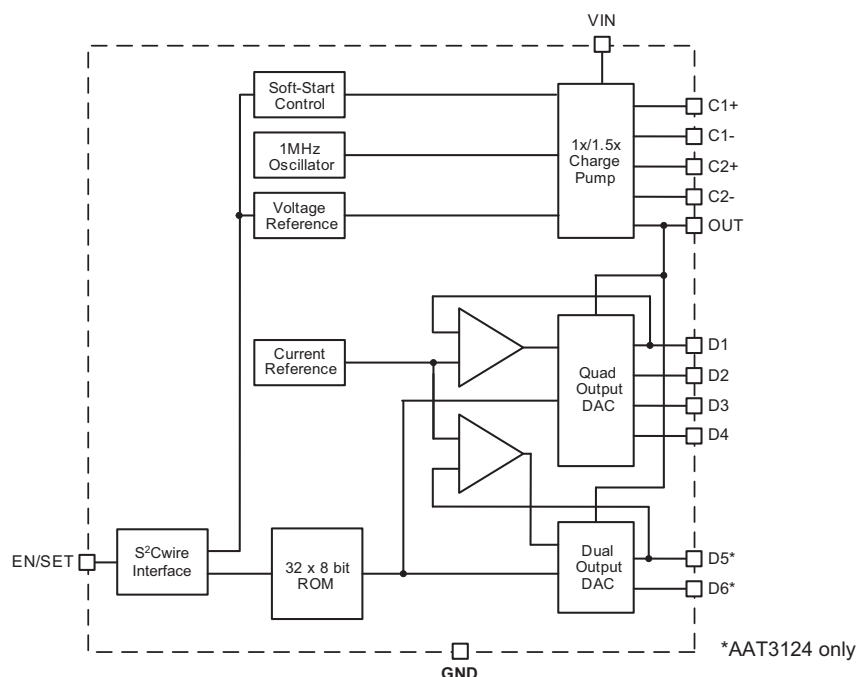 VIN
Soft-Start
Control
1MHz
Oscillator
Voltage
Reference
1x/1.5x
Charge
Pump
C1+
C1-
C2+
C2-
OUT
Current
Reference
Quad
Output
DAC
D1
D2
D3
D4
EN/SET
S²Cwire
Interface
32 x 8 bit
ROM
Dual
Output
DAC
D5*
D6*
*AAT3124 only
GND